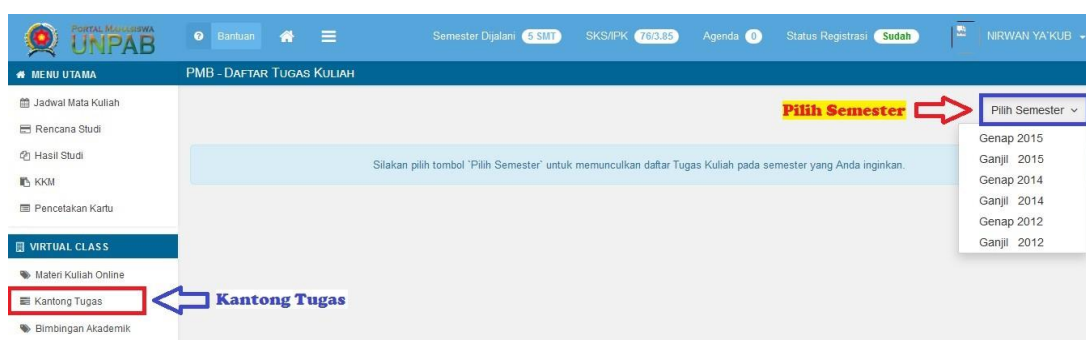 PORTAL MAHASISWA
UNPAB
Bantuan
Semester Dijalani 5 SMT
SKS/IPK 76/3.85
Agenda 0
Status Registrasi Sudah
NIRWAN YA'KUB
MENU UTAMA
PMB - DAFTAR TUGAS KULIAH
Jadwal Mata Kuliah
Rencana Studi
Hasil Studi
KKM
Pencetakan Kartu
Pilih Semester
Pilih Semester
Genap 2015
Ganjil 2015
Genap 2014
Ganjil 2014
Genap 2012
Ganjil 2012
Silakan pilih tombol `Pilih Semester` untuk memunculkan daftar Tugas Kuliah pada semester yang Anda inginkan.
VIRTUAL CLASS
Materi Kuliah Online
Kantong Tugas
Kantong Tugas
Bimbingan Akademik